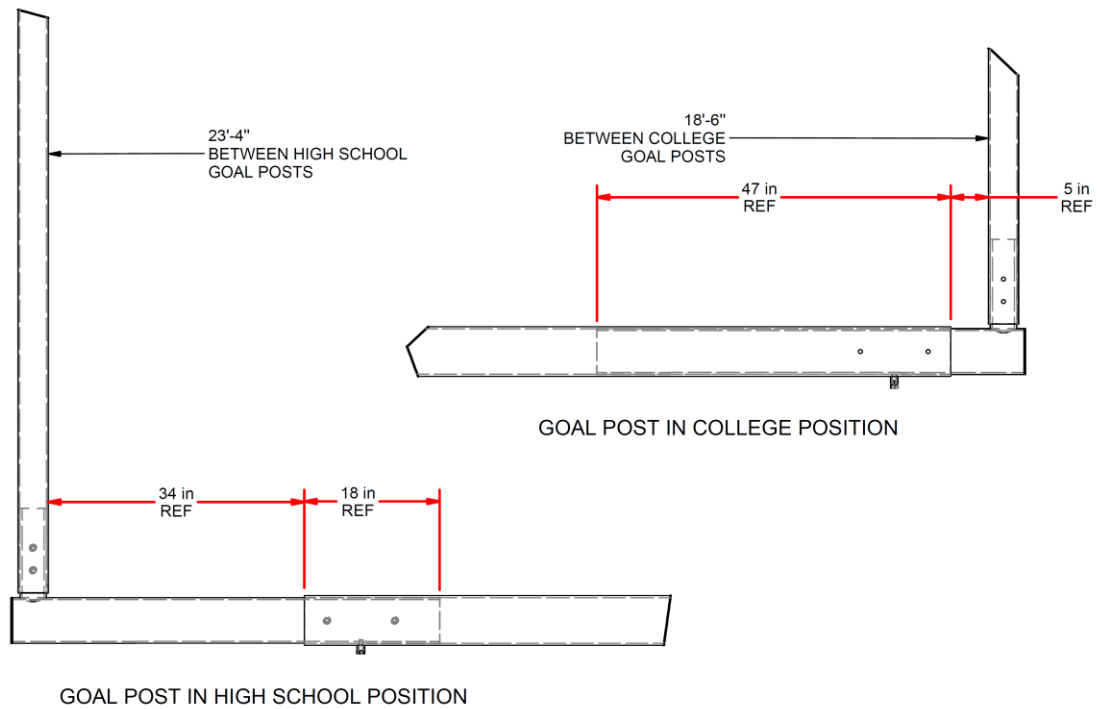 23'-4"
BETWEEN HIGH SCHOOL
GOAL POSTS
18'-6"
BETWEEN COLLEGE
GOAL POSTS
47 in
REF
5 in
REF
GOAL POST IN COLLEGE POSITION
34 in
REF
18 in
REF
GOAL POST IN HIGH SCHOOL POSITION